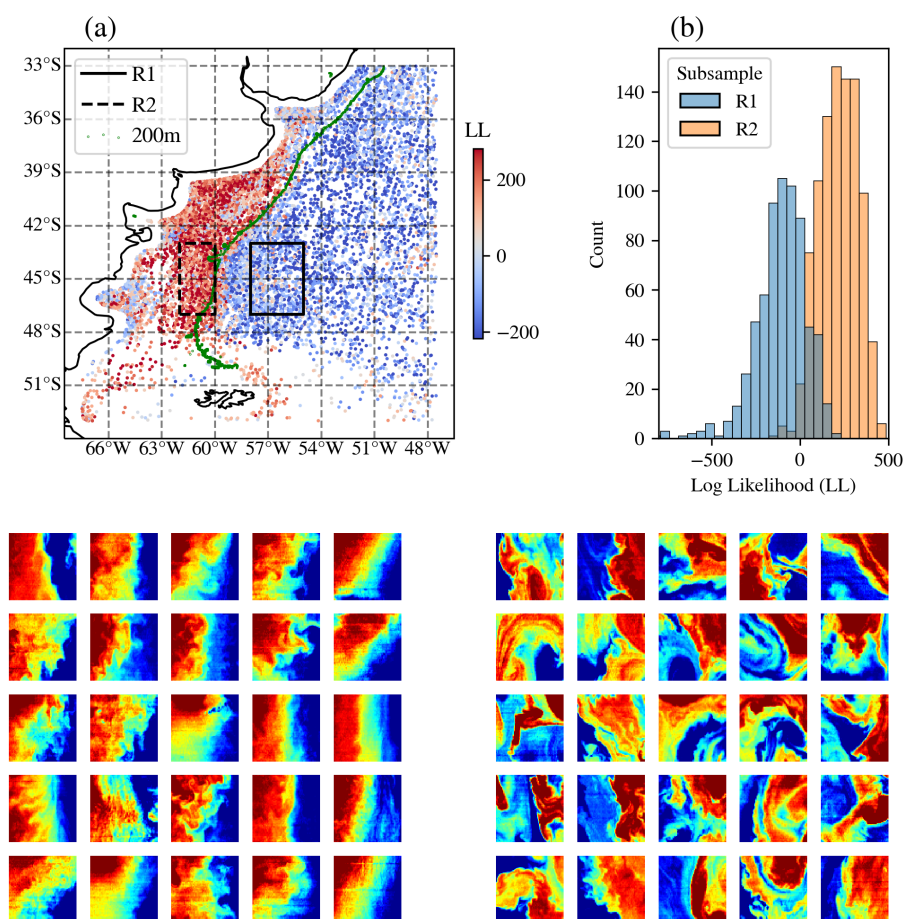 (a)
(b)
33°S
36°S
39°S
42°S
45°S
48°S
51°S
66°W
63°W
60°W
57°W
54°W
51°W
48°W
R1
R2
200m
LL
200
0
−200
Subsample
R1
R2
Count
140
120
100
80
60
40
20
0
−500
0
500
Log Likelihood (LL)